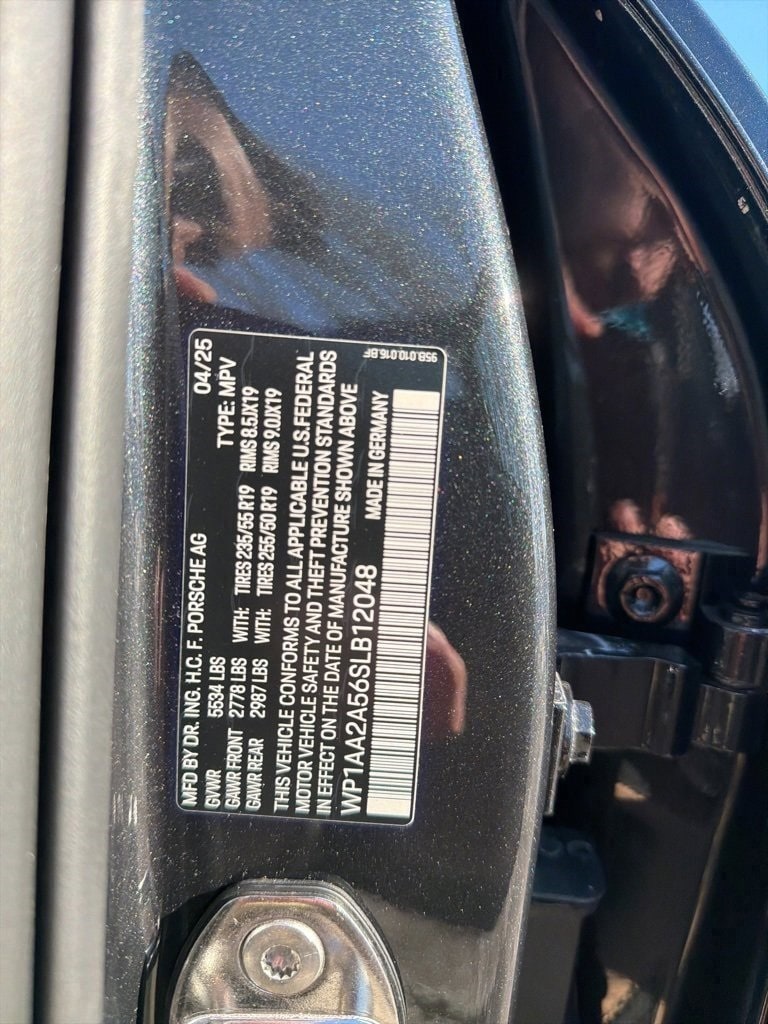 MFD BY DR. ING. H.C. F. PORSCHE AG 04/25
GVWR 5534 LBS TYPE: MPV
GAWR FRONT 2778 LBS WITH: TIRES 235/55 R19 RIMS 8.5JX19
GAWR REAR 2987 LBS WITH: TIRES 255/50 R19 RIMS 9.0JX19
THIS VEHICLE CONFORMS TO ALL APPLICABLE U.S. FEDERAL
MOTOR VEHICLE SAFETY AND THEFT PREVENTION STANDARDS
IN EFFECT ON THE DATE OF MANUFACTURE SHOWN ABOVE
WP1AA2A56SLB12048 MADE IN GERMANY
95B.010.016.BF